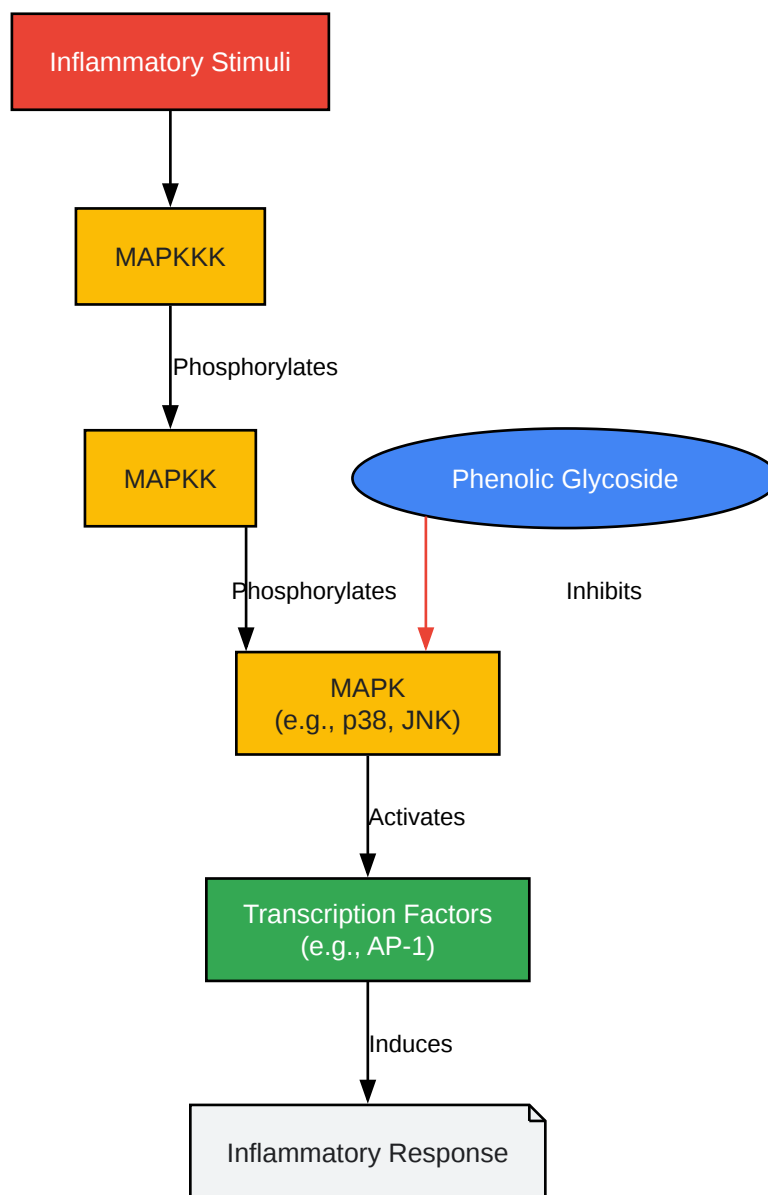 Inflammatory Stimuli
MAPKKK
Phosphorylates
MAPKK
Phenolic Glycoside
Phosphorylates
Inhibits
MAPK
(e.g., p38, JNK)
Activates
Transcription Factors
(e.g., AP-1)
Induces
Inflammatory Response